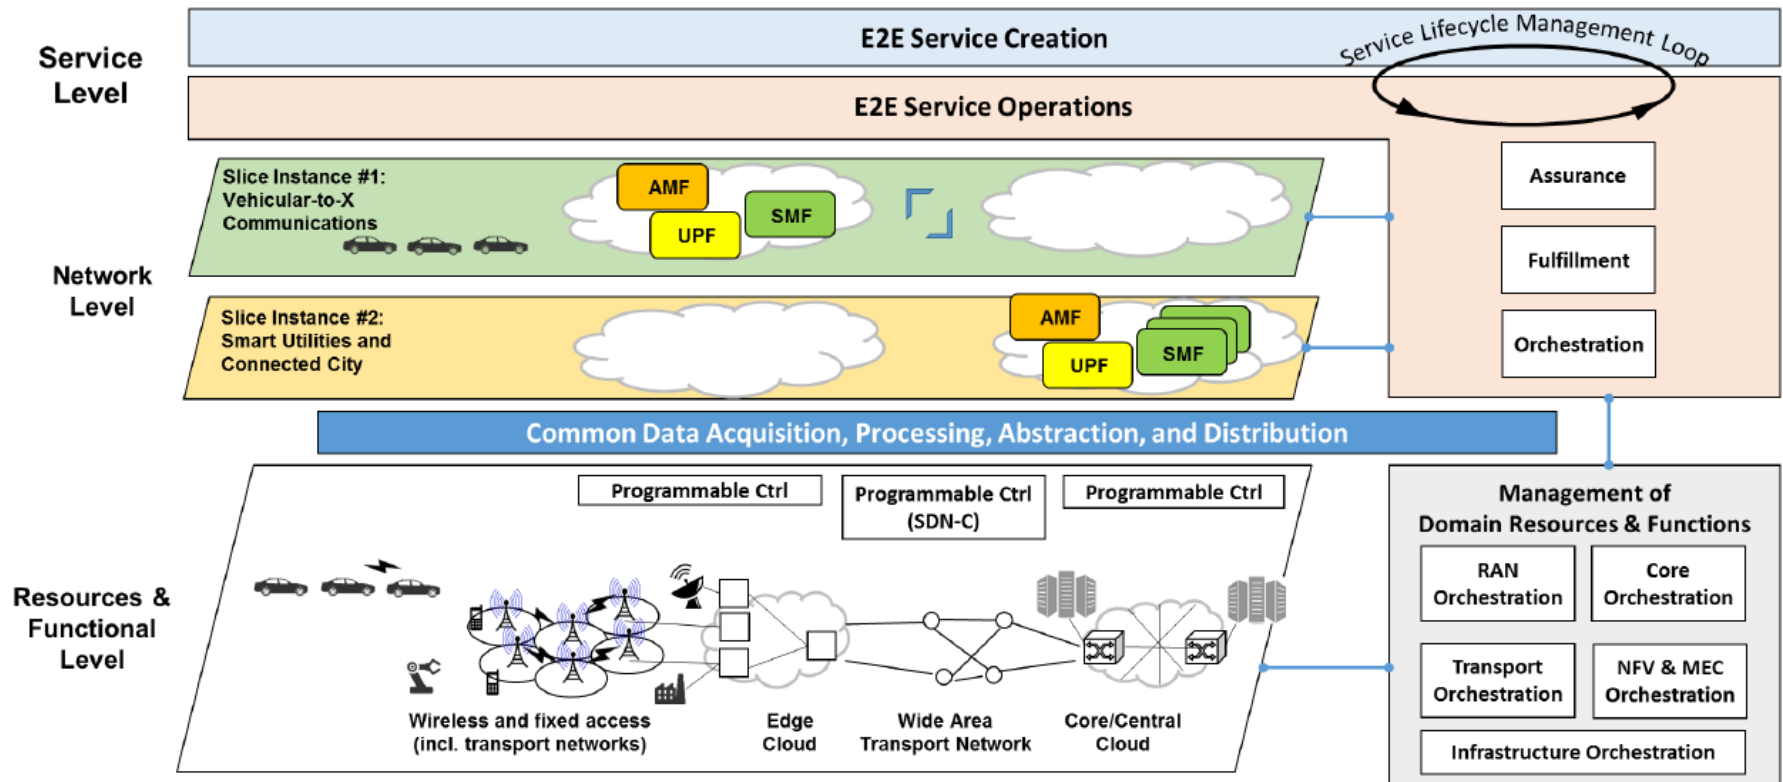 Service
Level
E2E Service Creation
Service Lifecycle Management Loop
E2E Service Operations
Network
Level
Slice Instance #1:
Vehicular-to-X
Communications
AMF
SMF
UPF
Assurance
Fulfillment
Orchestration
Slice Instance #2:
Smart Utilities and
Connected City
AMF
UPF
SMF
Common Data Acquisition, Processing, Abstraction, and Distribution
Resources &
Functional
Level
Programmable Ctrl
Programmable Ctrl
(SDN-C)
Programmable Ctrl
Wireless and fixed access
(incl. transport networks)
Edge
Cloud
Wide Area
Transport Network
Core/Central
Cloud
Management of
Domain Resources & Functions
RAN
Orchestration
Core
Orchestration
Transport
Orchestration
NFV & MEC
Orchestration
Infrastructure Orchestration